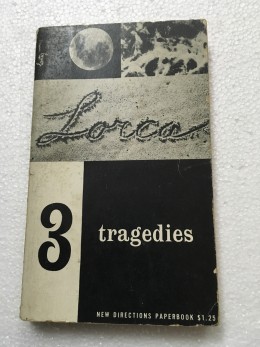 Lorca
3 tragedies
NEW DIRECTIONS PAPERBOOK $1.25